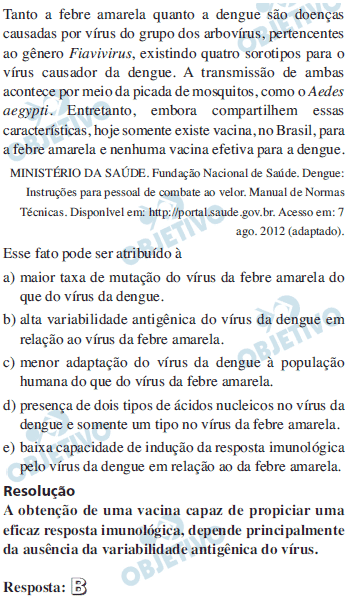 Tanto a febre amarela quanto a dengue são doenças
causadas por vírus do grupo dos arbovírus, pertencentes
ao gênero Fiavivirus, existindo quatro sorotipos para o
vírus causador da dengue. A transmissão de ambas
acontece por meio da picada de mosquitos, como o Aedes
aegypti. Entretanto, embora compartilhem essas
características, hoje somente existe vacina, no Brasil, para
a febre amarela e nenhuma vacina efetiva para a dengue.
MINISTÉRIO DA SAÚDE. Fundação Nacional de Saúde. Dengue:
Instruções para pessoal de combate ao velor. Manual de Normas
Técnicas. Disponlvel em: http://portal.saude.gov.br. Acesso em: 7
ago. 2012 (adaptado).
Esse fato pode ser atribuído à
a) maior taxa de mutação do vírus da febre amarela do
que do vírus da dengue.
b) alta variabilidade antigênica do vírus da dengue em
relação ao vírus da febre amarela.
c) menor adaptação do vírus da dengue à população
humana do que do vírus da febre amarela.
d) presença de dois tipos de ácidos nucleicos no vírus da
dengue e somente um tipo no vírus da febre amarela.
e) baixa capacidade de indução da resposta imunológica
pelo vírus da dengue em relação ao da febre amarela.
Resolução
A obtenção de uma vacina capaz de propiciar uma
eficaz resposta imunológica, depende principalmente
da ausência da variabilidade antigênica do vírus.
Resposta: B
OBJETIVO
OBJETIVO
OBJETIVO
OBJETIVO
OBJETIVO
OBJETIVO